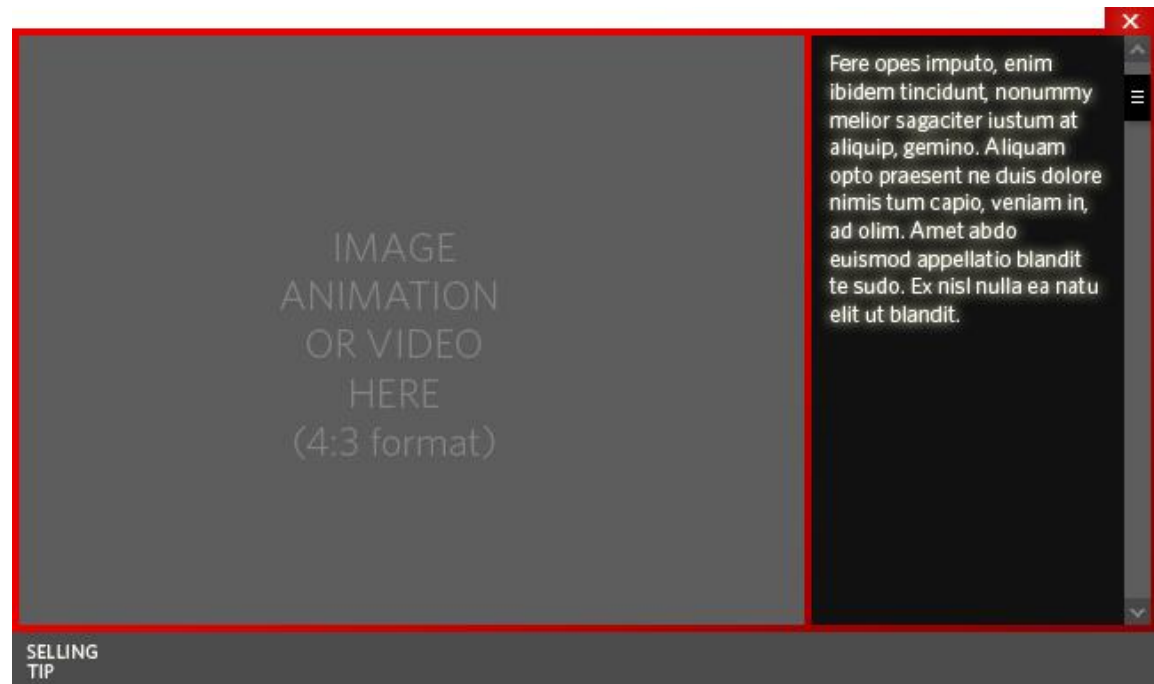 IMAGE
ANIMATION
OR VIDEO
HERE
(4:3 format)
Fere opes imputo, enim
ibidem tincidunt, nonummy
melior sagaciter iustum at
aliquip, gemino. Aliquam
opto praesent ne duis dolore
nimis tum capio, veniam in,
ad olim. Amet abdo
euismod appellatio blandit
te sudo. Ex nisl nulla ea natu
elit ut blandit.
SELLING
TIP